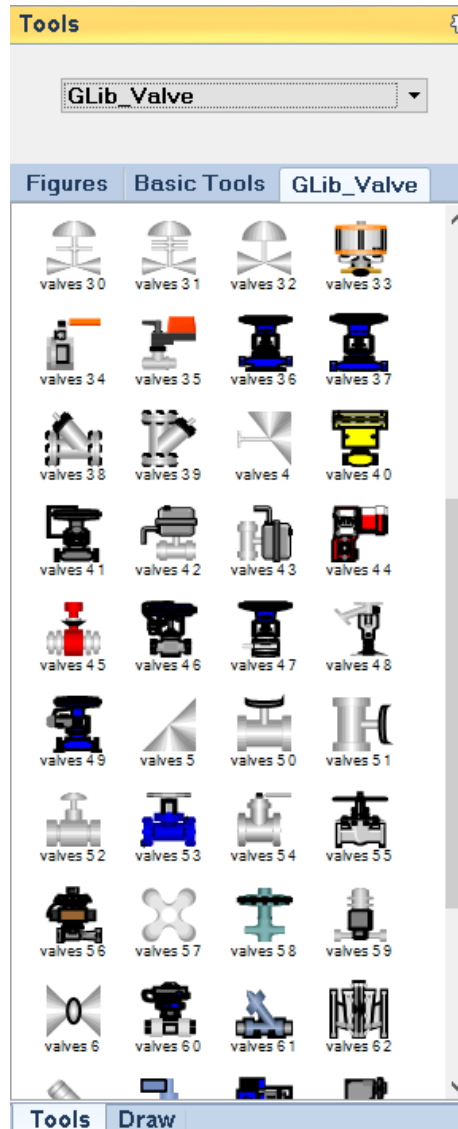 Tools
GLib_Valve
Figures Basic Tools GLib_Valve
valves 30 valves 31 valves 32 valves 33
valves 34 valves 35 valves 36 valves 37
valves 38 valves 39 valves 4 valves 40
valves 41 valves 42 valves 43 valves 44
valves 45 valves 46 valves 47 valves 48
valves 49 valves 5 valves 50 valves 51
valves 52 valves 53 valves 54 valves 55
valves 56 valves 57 valves 58 valves 59
valves 6 valves 60 valves 61 valves 62
Tools Draw